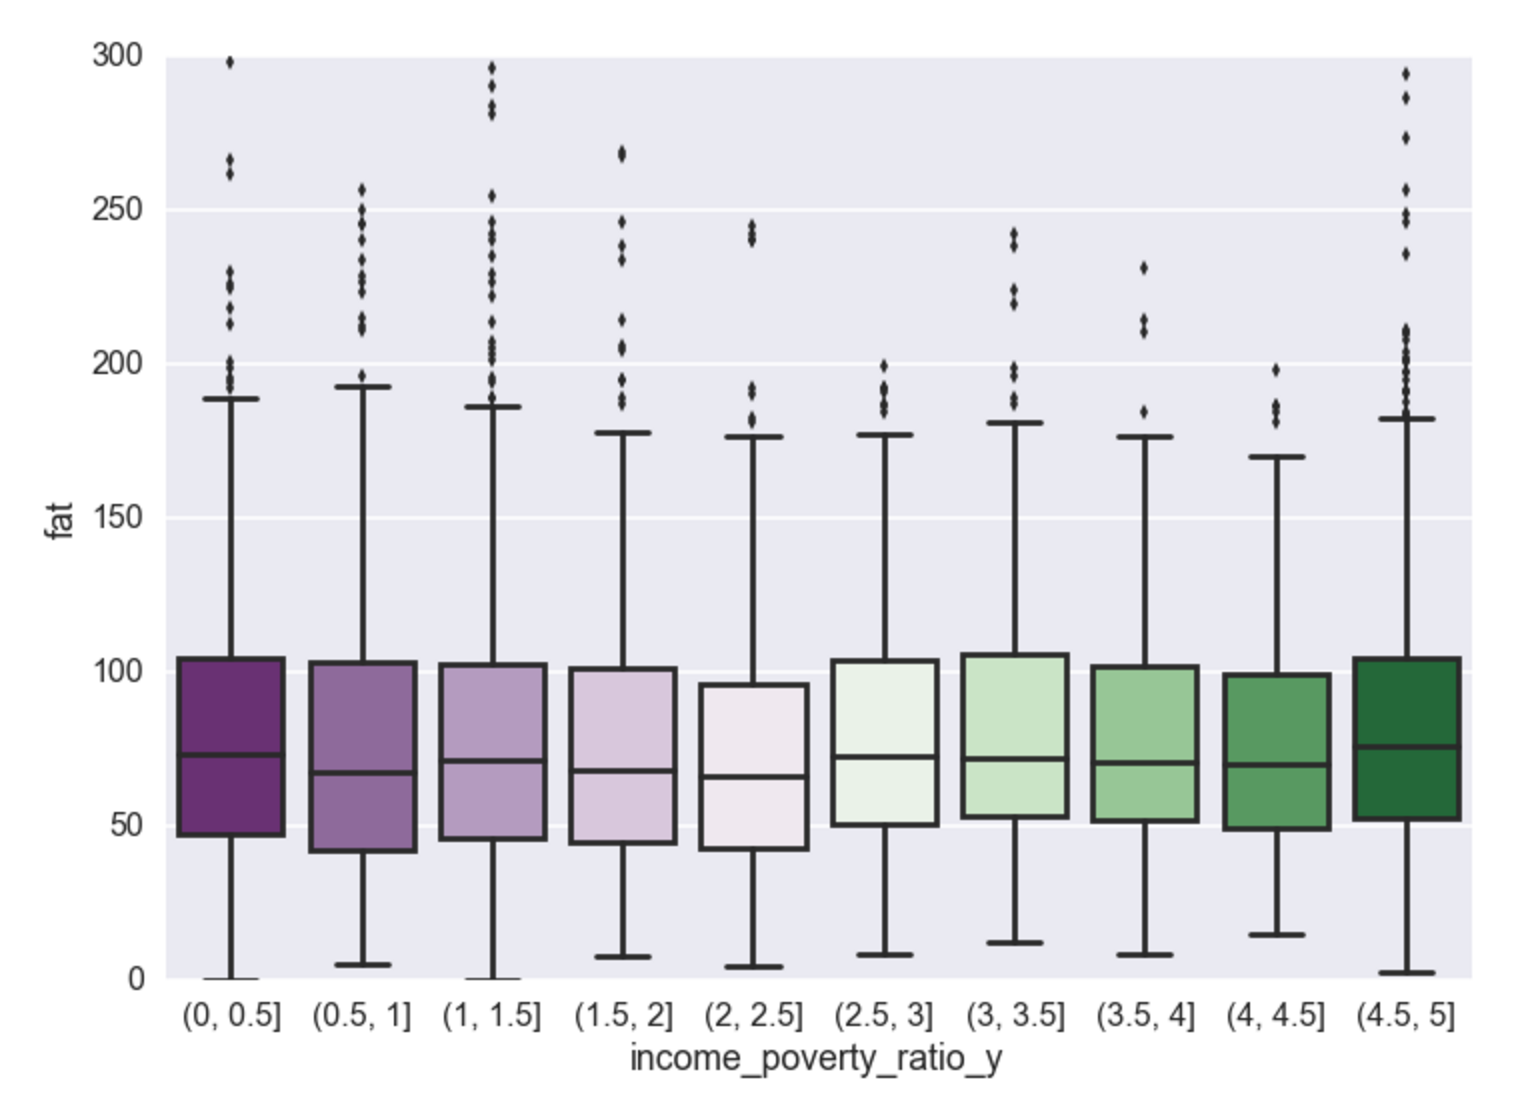 300
250
200
150
100
50
0
fat
(0, 0.5] (0.5, 1] (1, 1.5] (1.5, 2] (2, 2.5] (2.5, 3] (3, 3.5] (3.5, 4] (4, 4.5] (4.5, 5]
income_poverty_ratio_y